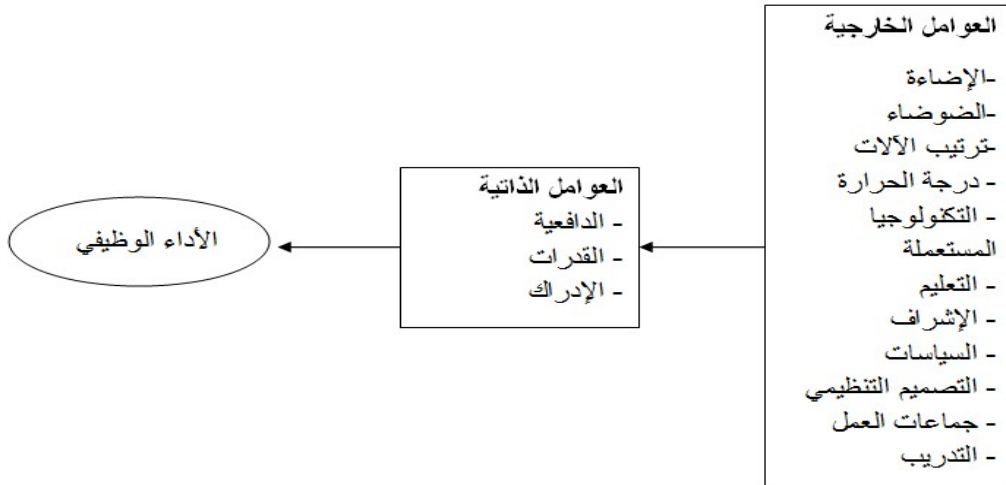 العوامل الخارجية
-الإضاءة
-الضوضاء
-ترتيب الآلات
- درجة الحرارة
- التكنولوجيا
المستعملة
- التعليم
- الإشراف
- السياسات
- التصميم التنظيمي
- جماعات العمل
- التدريب
العوامل الذاتية
- الدافعية
- القدرات
- الإدراك
الأداء الوظيفي